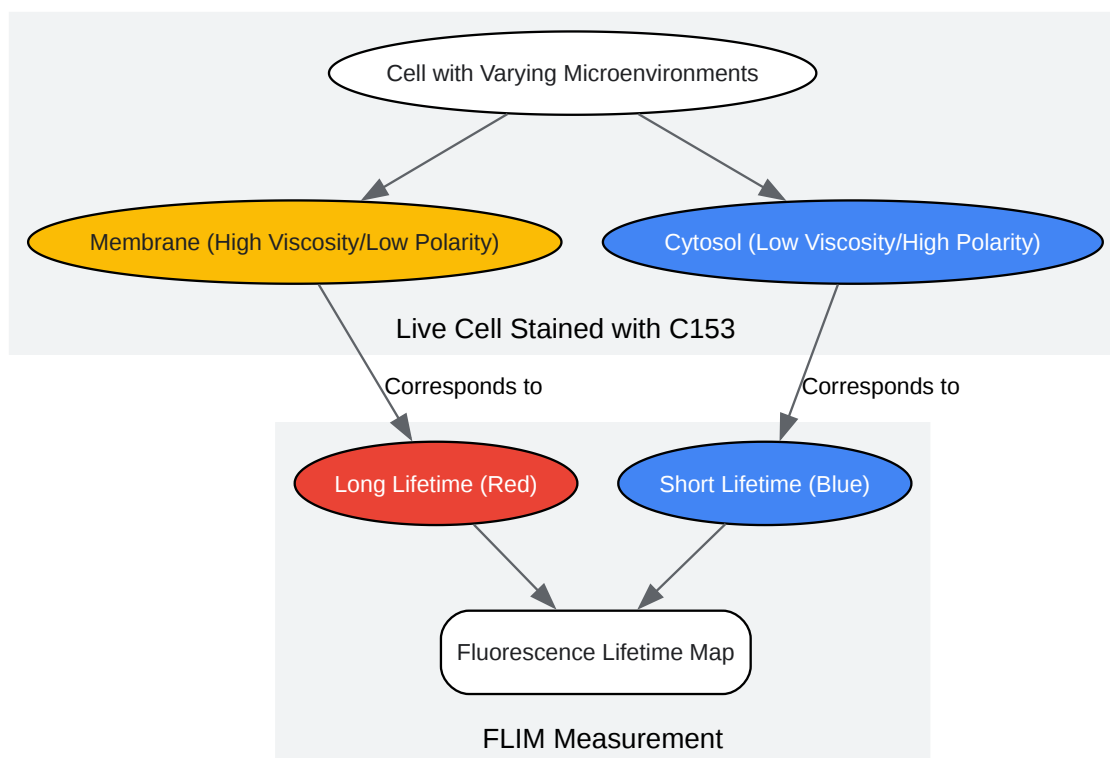 Cell with Varying Microenvironments
Membrane (High Viscosity/Low Polarity)
Cytosol (Low Viscosity/High Polarity)
Live Cell Stained with C153
Corresponds to
Corresponds to
Long Lifetime (Red)
Short Lifetime (Blue)
Fluorescence Lifetime Map
FLIM Measurement